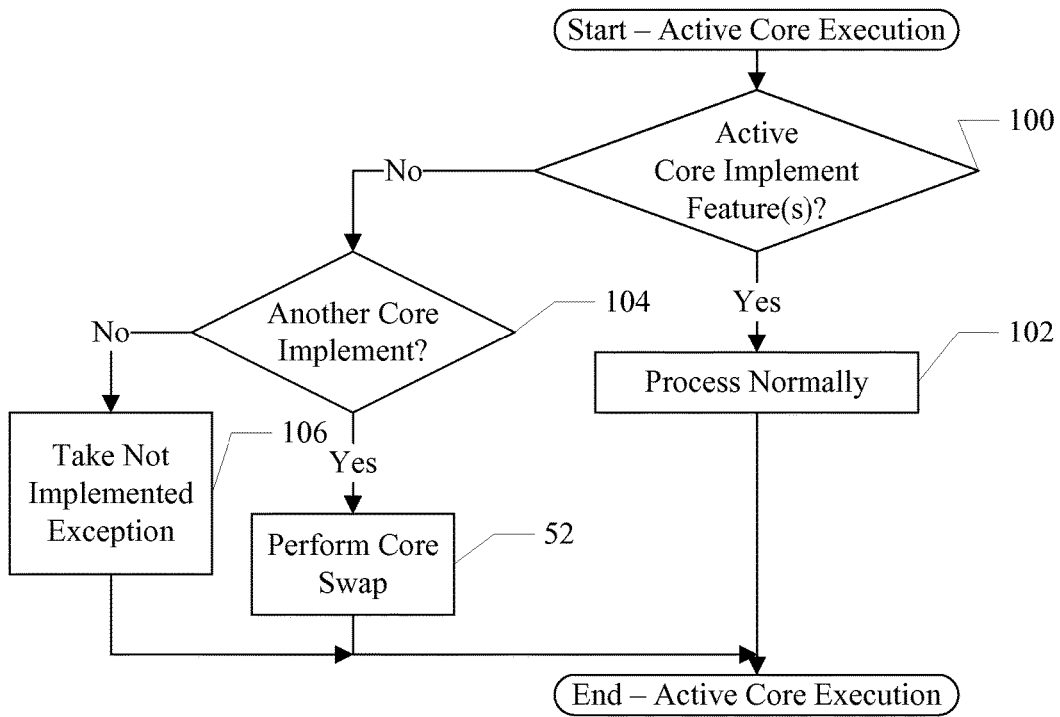 Start – Active Core Execution
Active
Core Implement
Feature(s)?
100
No
Yes
Another Core
Implement?
104
No
Process Normally
102
Take Not
Implemented
Exception
106
Yes
Perform Core
Swap
52
End – Active Core Execution